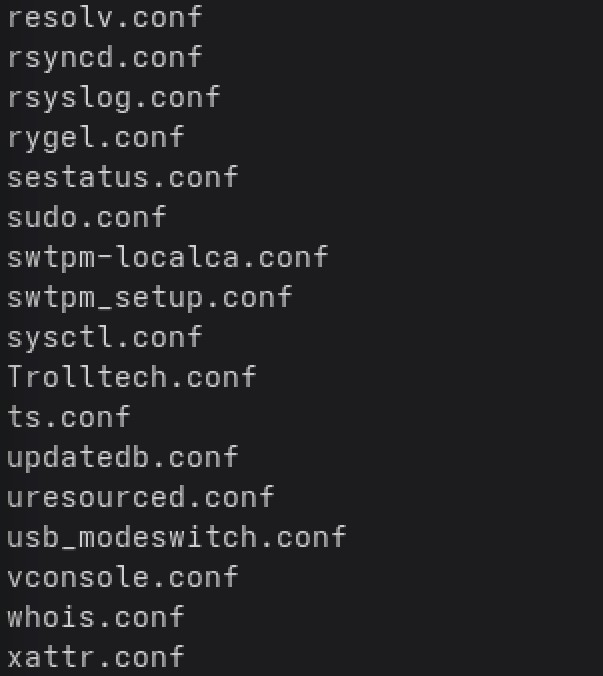 resolv.conf
rsyncd.conf
rsyslog.conf
rygel.conf
sestatus.conf
sudo.conf
swtpm-localca.conf
swtpm_setup.conf
sysctl.conf
Trolltech.conf
ts.conf
updatedb.conf
uresourced.conf
usb_modeswitch.conf
vconsole.conf
whois.conf
xattr.conf